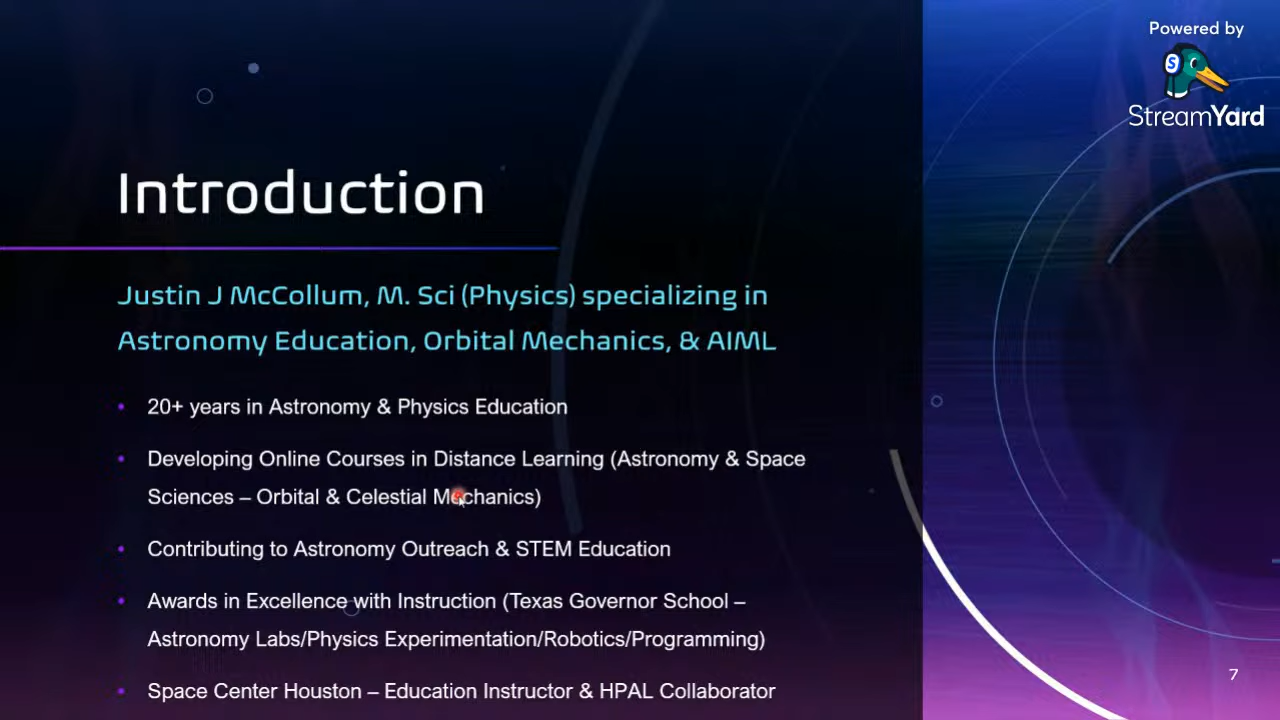 Powered by
StreamYard
Introduction
Justin J McCollum, M. Sci (Physics) specializing in
Astronomy Education, Orbital Mechanics, & AIML
• 20+ years in Astronomy & Physics Education
• Developing Online Courses in Distance Learning (Astronomy & Space
Sciences – Orbital & Celestial Mechanics)
• Contributing to Astronomy Outreach & STEM Education
• Awards in Excellence with Instruction (Texas Governor School –
Astronomy Labs/Physics Experimentation/Robotics/Programming)
• Space Center Houston – Education Instructor & HPAL Collaborator
7